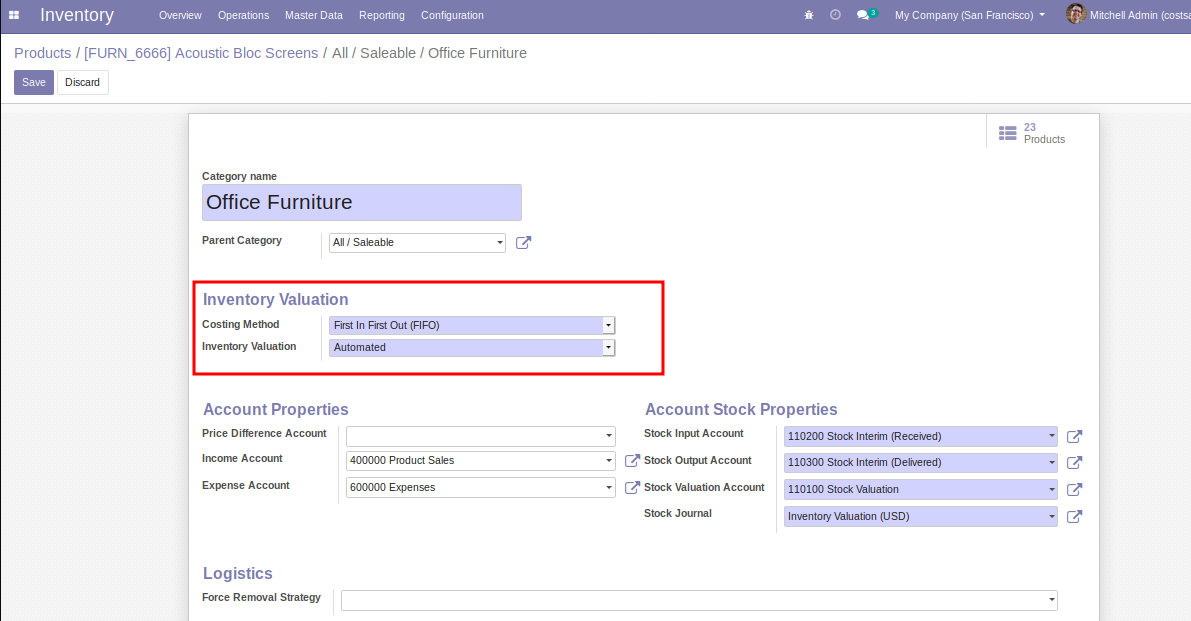 Inventory Overview Operations Master Data Reporting Configuration 3 My Company (San Francisco) Mitchell Admin (costsa
Products / [FURN_6666] Acoustic Bloc Screens / All / Saleable / Office Furniture
Save Discard
23
Products
Category name
Office Furniture
Parent Category All / Saleable
Inventory Valuation
Costing Method First In First Out (FIFO)
Inventory Valuation Automated
Account Properties
Price Difference Account
Income Account 400000 Product Sales
Expense Account 600000 Expenses
Account Stock Properties
Stock Input Account 110200 Stock Interim (Received)
Stock Output Account 110300 Stock Interim (Delivered)
Stock Valuation Account 110100 Stock Valuation
Stock Journal Inventory Valuation (USD)
Logistics
Force Removal Strategy